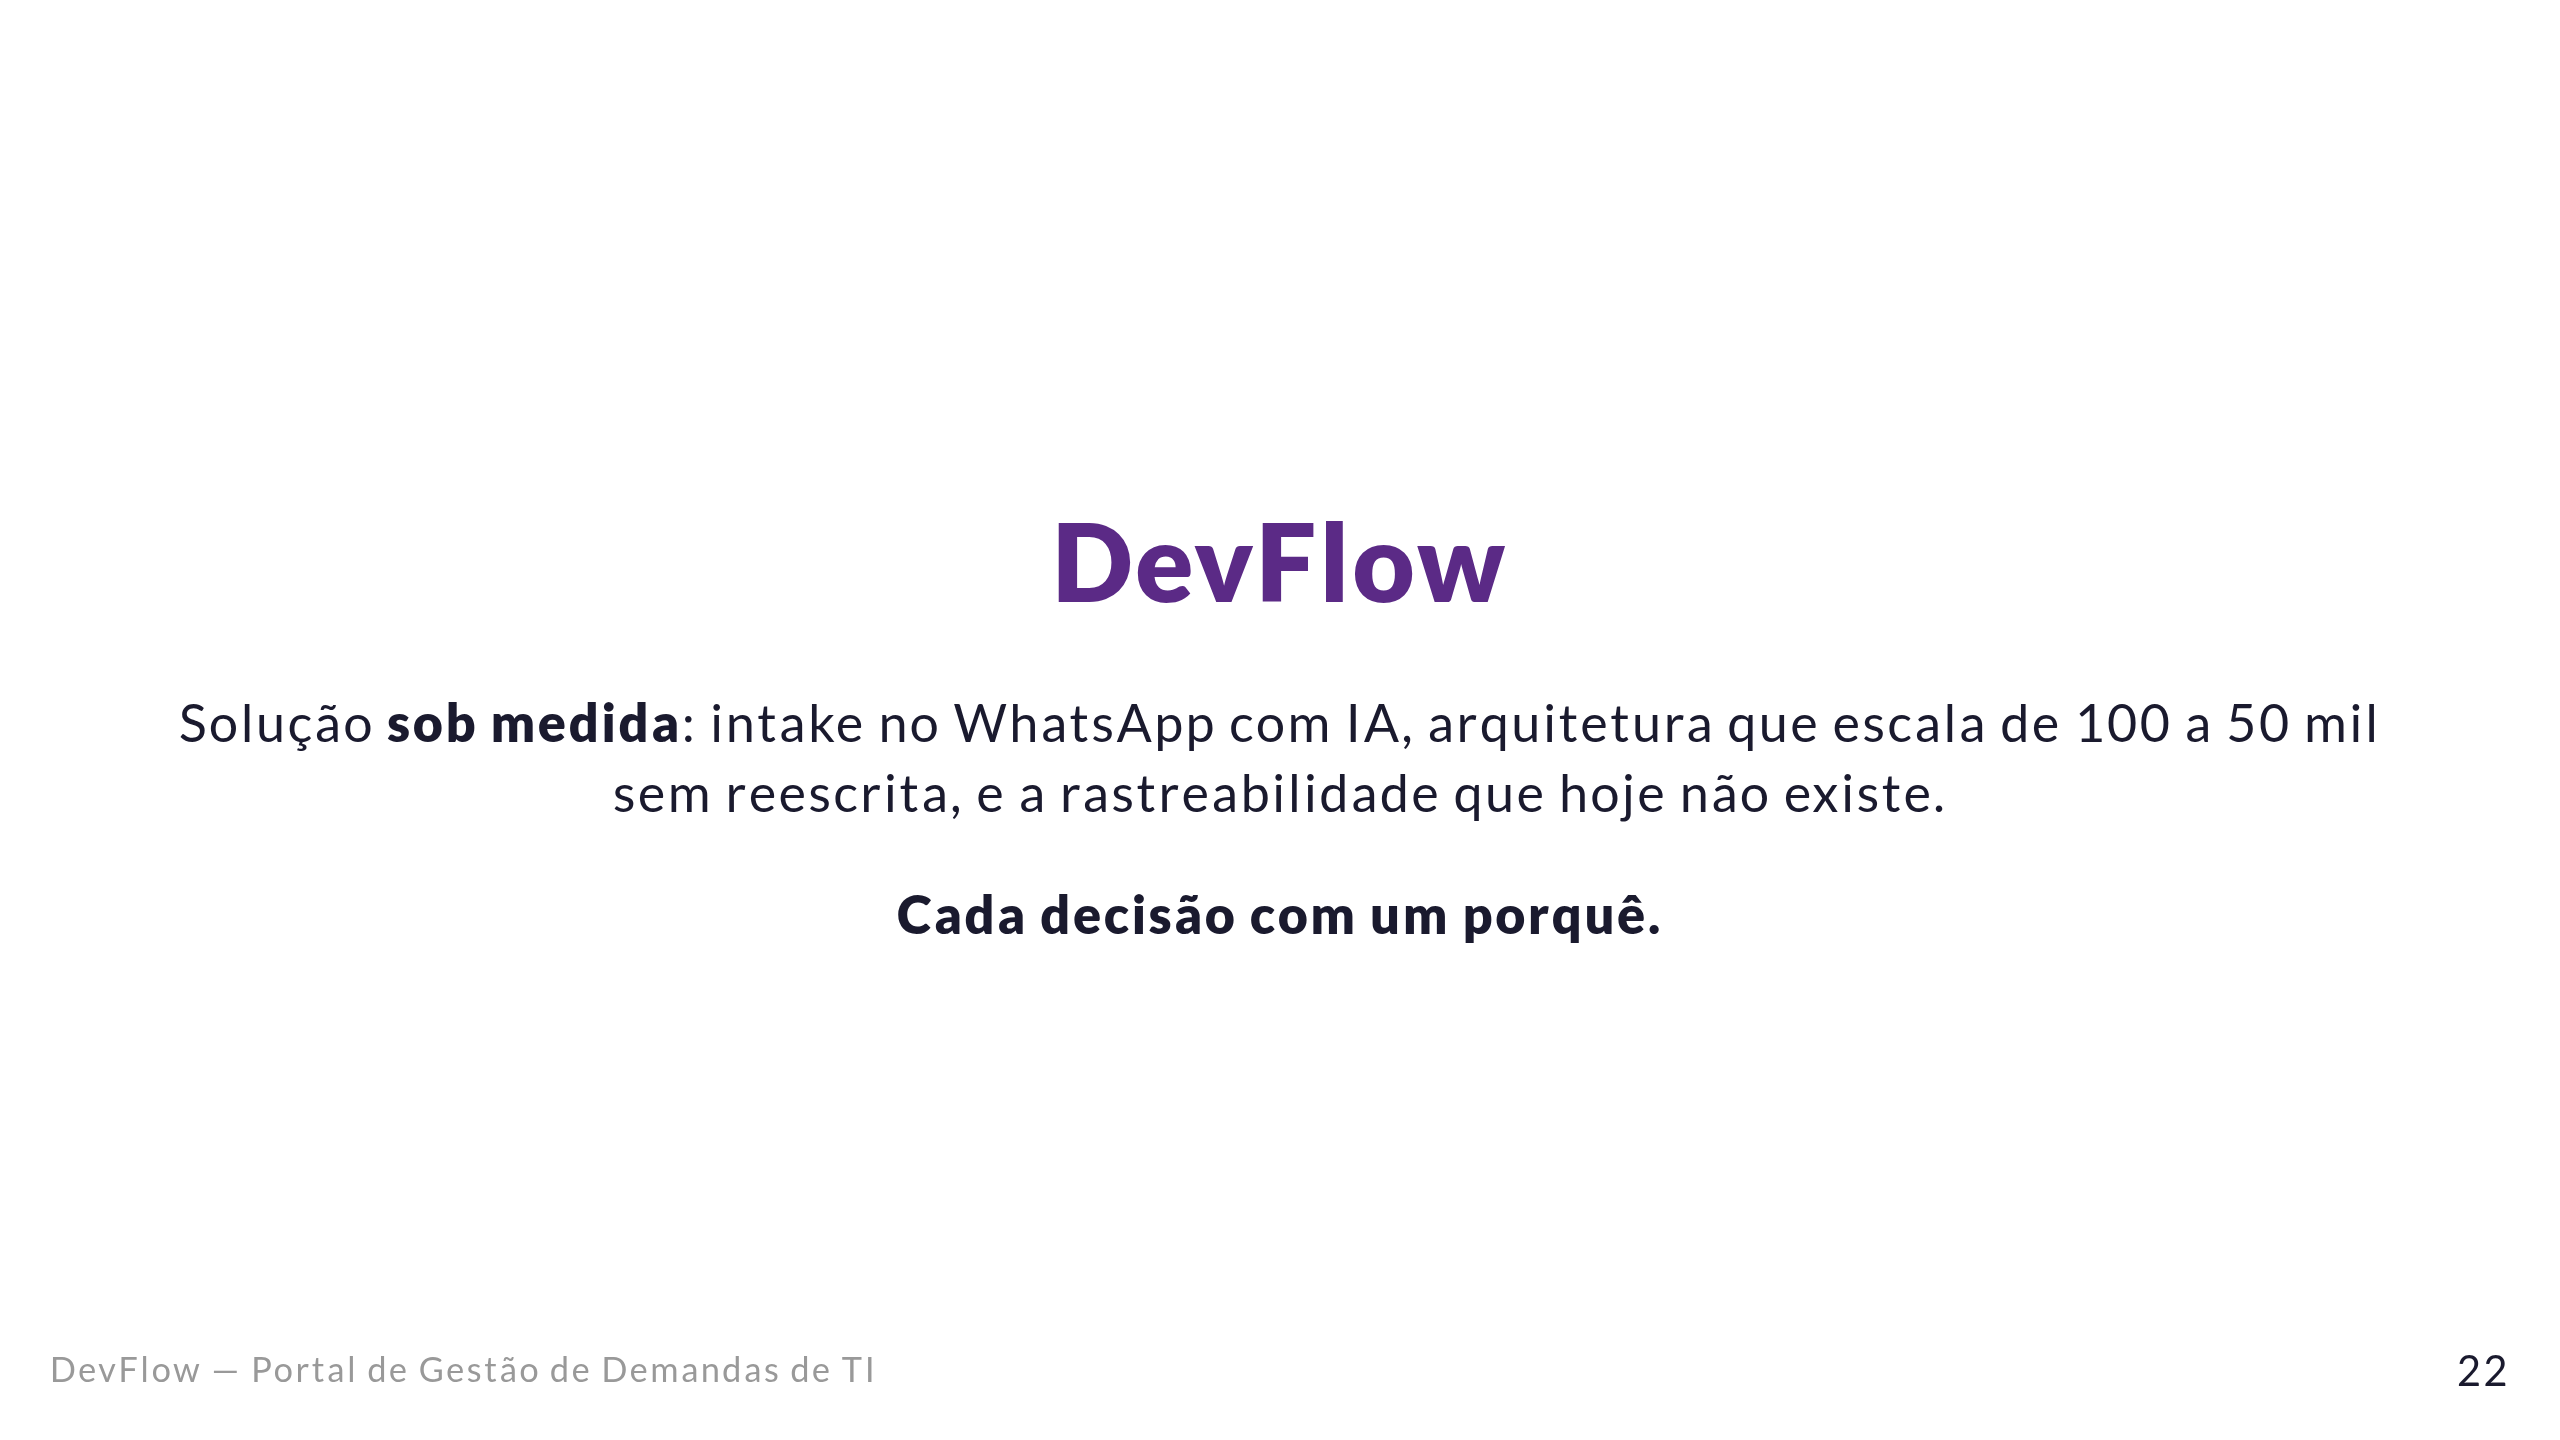 DevFlow
Solução sob medida: intake no WhatsApp com IA, arquitetura que escala de 100 a 50 mil
sem reescrita, e a rastreabilidade que hoje não existe.
Cada decisão com um porquê.
DevFlow — Portal de Gestão de Demandas de TI
22